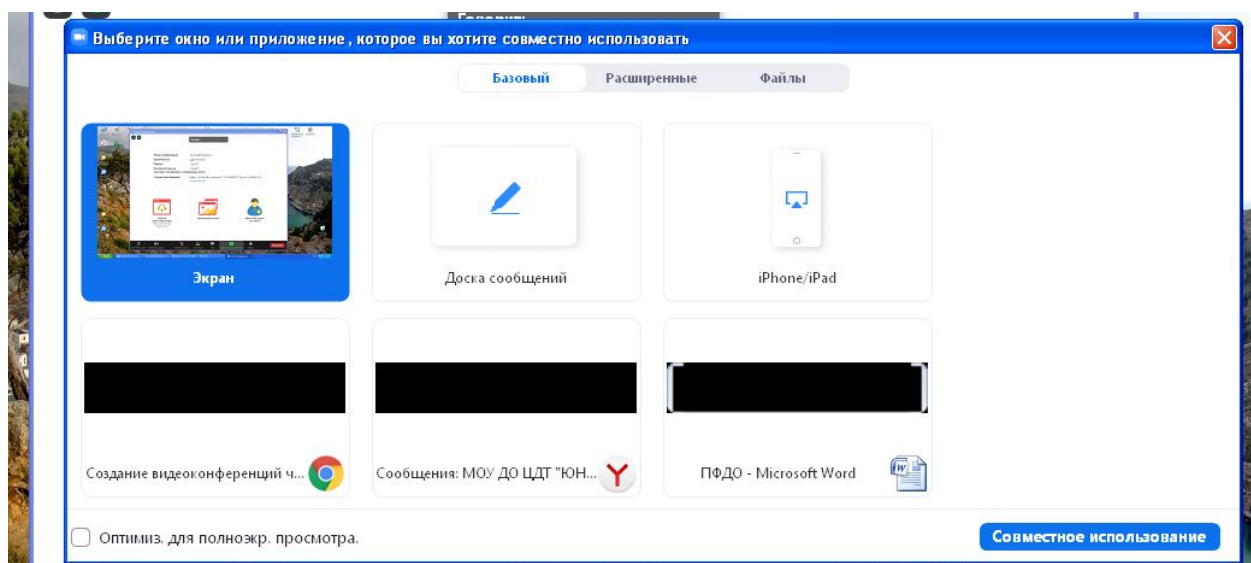 Говорит:
Выберите окно или приложение, которое вы хотите совместно использовать
Базовый Расширенные Файлы
Экран
Доска сообщений
iPhone/iPad
Создание видеоконференций ч...
Сообщения: МОУ ДО ЦДТ "ЮН...
ПФДО - Microsoft Word
Оптимиз. для полноэкр. просмотра.
Совместное использование